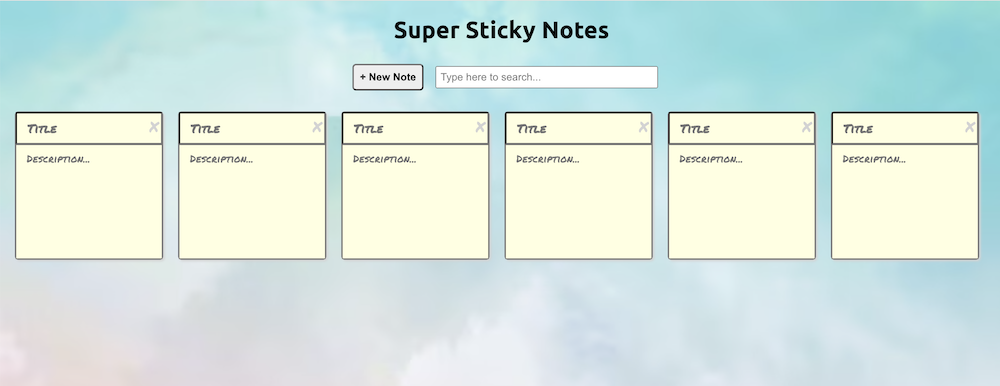 Super Sticky Notes
+ New Note Type here to search...
Title x Title x Title x Title x Title x Title x
Description... Description... Description... Description... Description... Description...